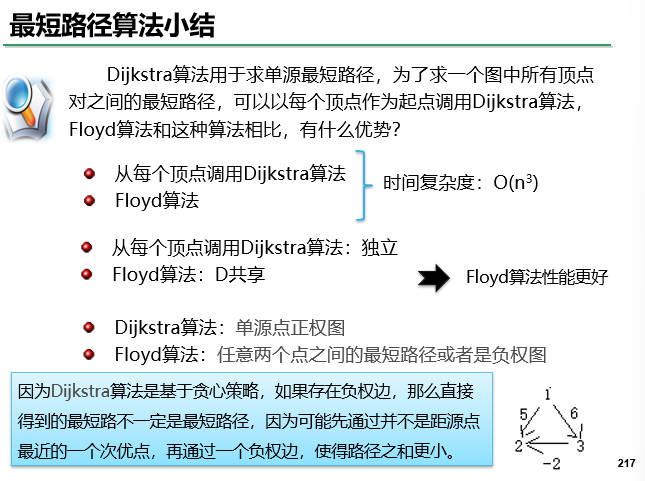 最短路径算法小结
Dijkstra算法用于求单源最短路径，为了求一个图中所有顶点
对之间的最短路径，可以以每个顶点作为起点调用Dijkstra算法，
Floyd算法和这种算法相比，有什么优势？
从每个顶点调用Dijkstra算法
Floyd算法
时间复杂度：O(n³)
从每个顶点调用Dijkstra算法：独立
Floyd算法：D共享
Floyd算法性能更好
Dijkstra算法：单源点正权图
Floyd算法：任意两个点之间的最短路径或者是负权图
因为Dijkstra算法是基于贪心策略，如果存在负权边，那么直接
得到的最短路不一定是最短路径，因为可能先通过并不是距源点
最近的一个次优点，再通过一个负权边，使得路径之和更小。
1
5 6
2 3
-2
217